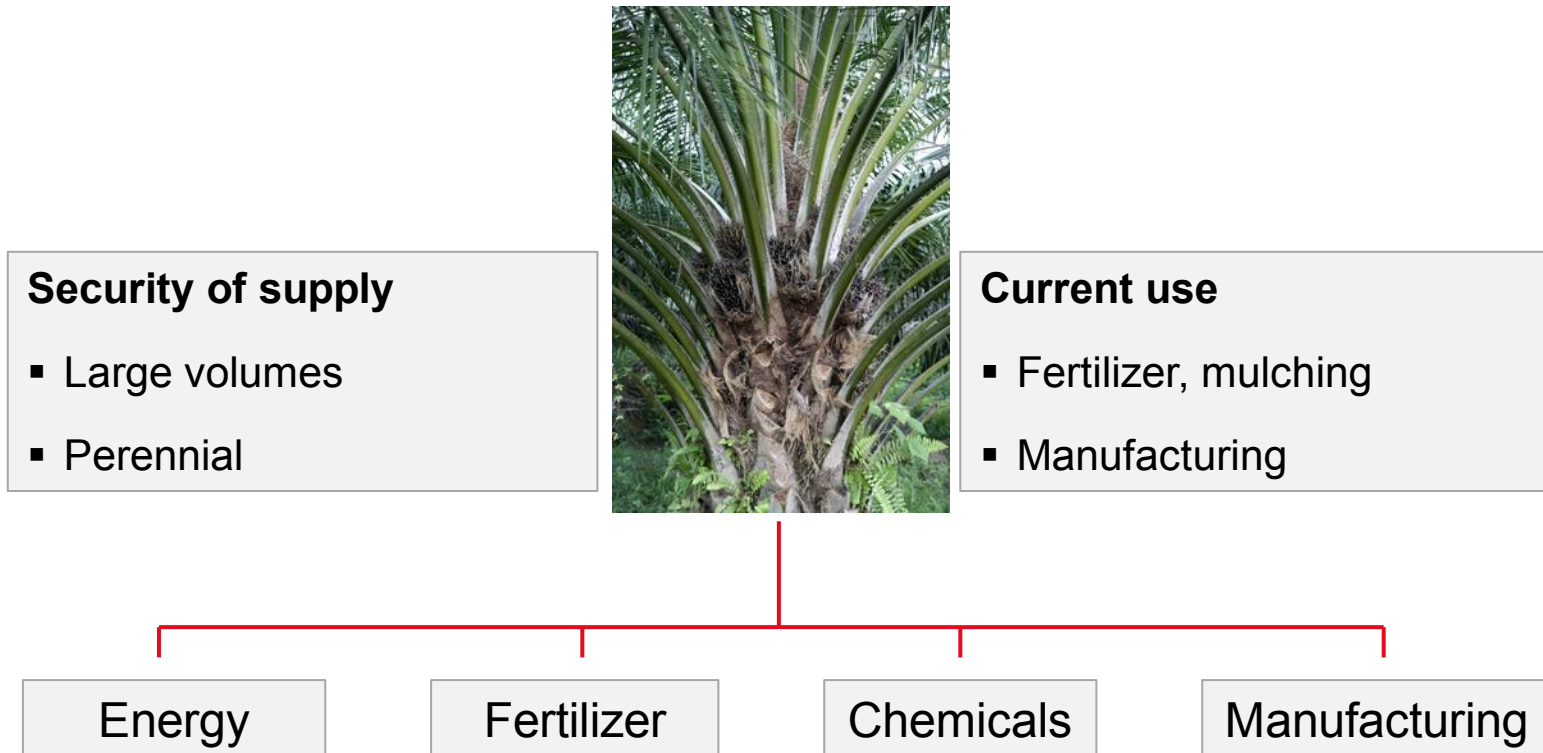 Security of supply
▪ Large volumes
▪ Perennial
Current use
▪ Fertilizer, mulching
▪ Manufacturing
Energy
Fertilizer
Chemicals
Manufacturing